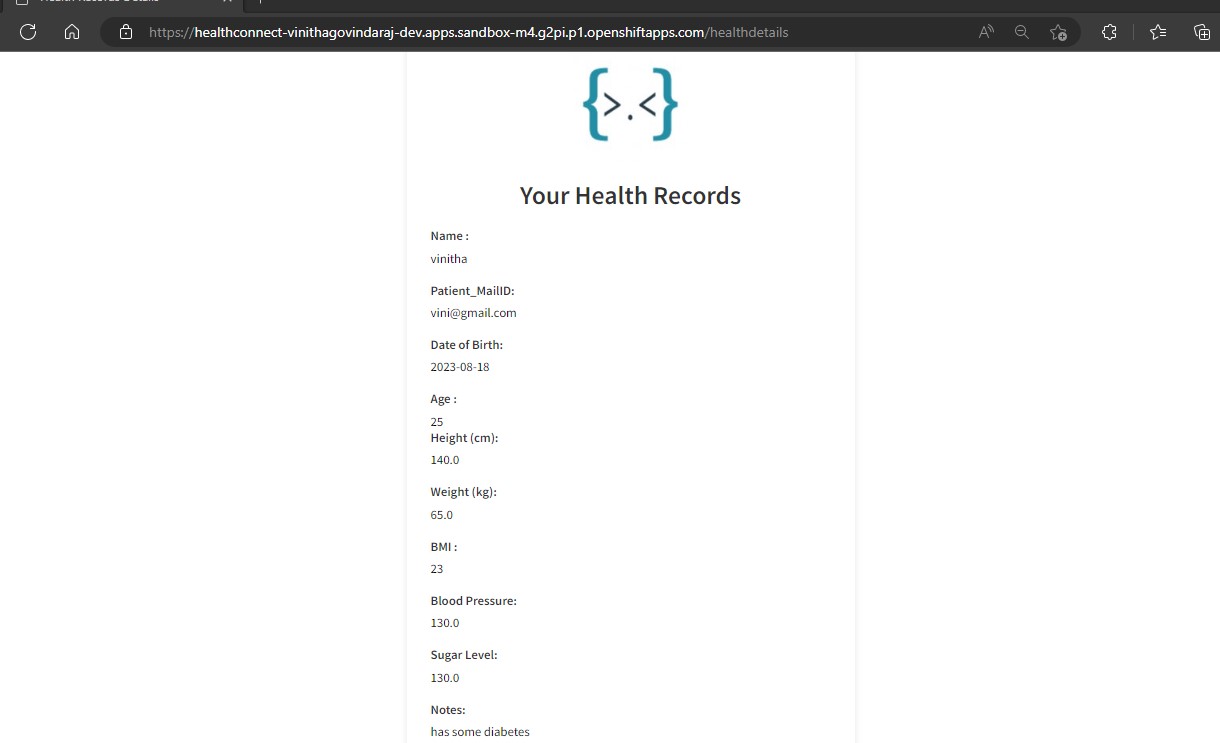 https://healthconnect-vinithagovindaraj-dev.apps.sandbox-m4.g2pi.p1.openshiftapps.com/healthdetails
{>.<}
Your Health Records
Name :
vinitha
Patient_MailID:
vini@gmail.com
Date of Birth:
2023-08-18
Age :
25
Height (cm):
140.0
Weight (kg):
65.0
BMI :
23
Blood Pressure:
130.0
Sugar Level:
130.0
Notes:
has some diabetes